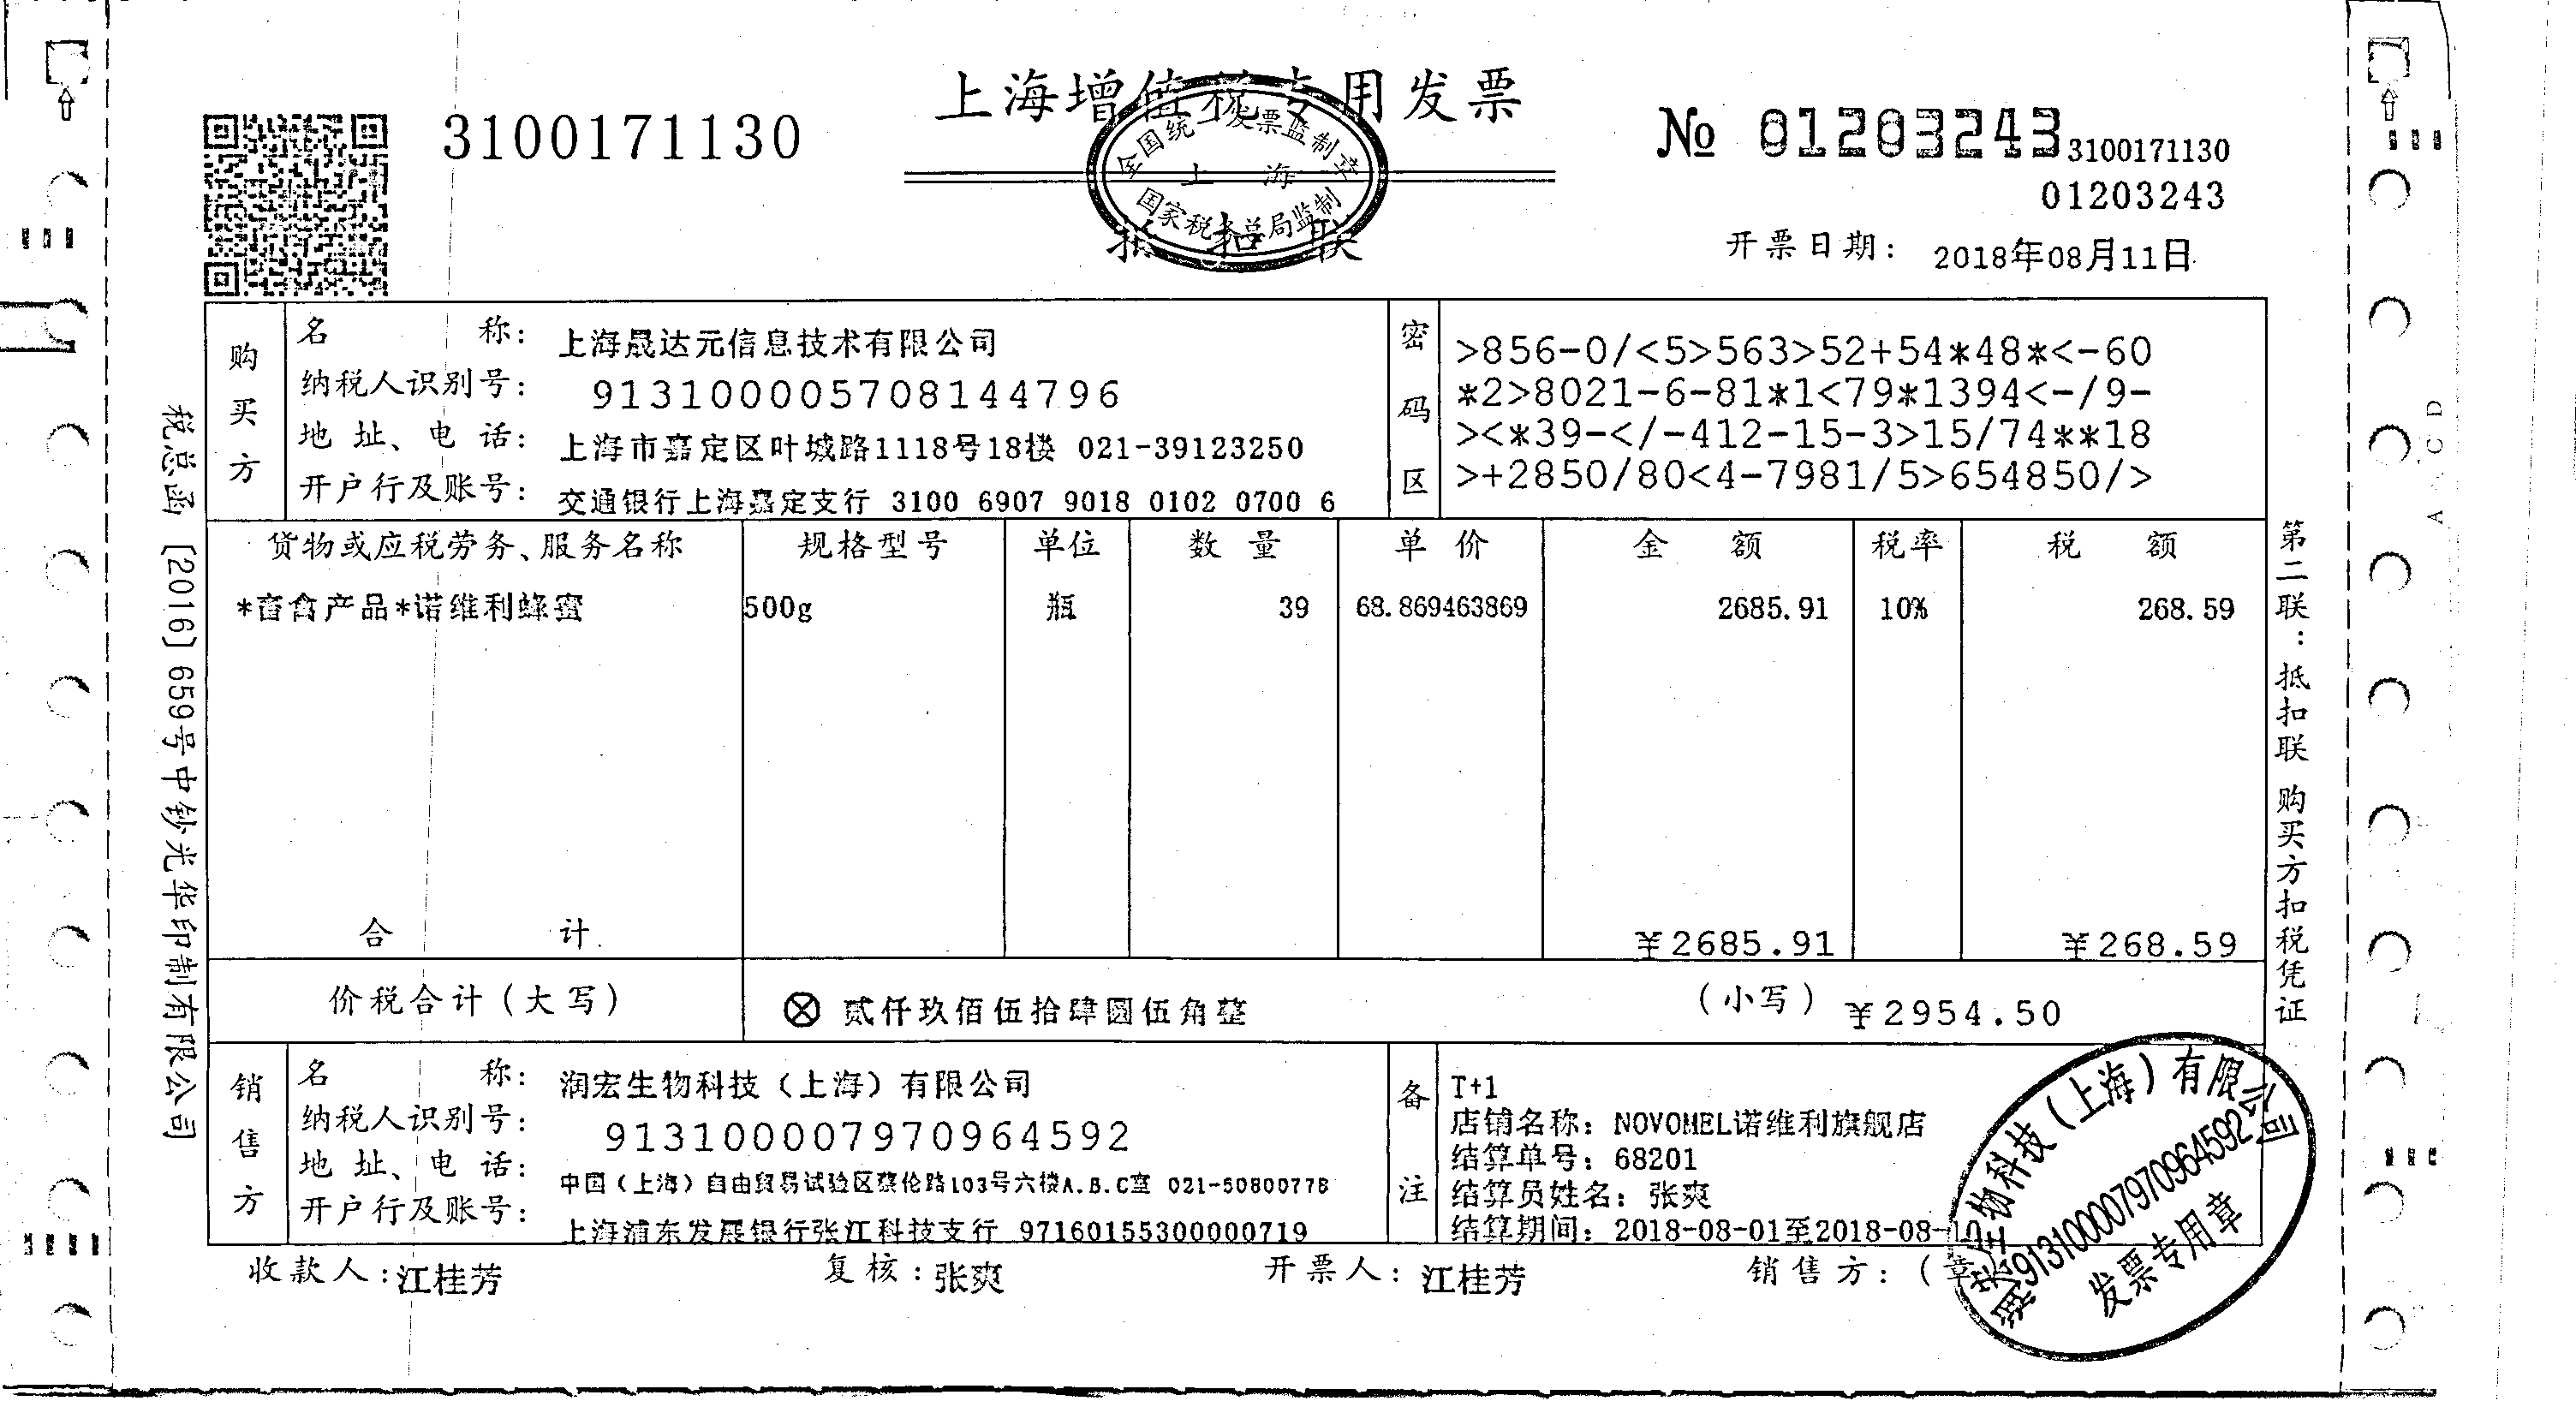 上海增值税专用发票
3100171130
№ 01203243
3100171130
01203243
全国统一发票监制章
上海
国家税务总局监制
抵扣联
开票日期: 2018年08月11日
购买方
名 称: 上海晟达元信息技术有限公司
纳税人识别号: 913100005708144796
地 址、电 话: 上海市嘉定区叶城路1118号18楼 021-39123250
开户行及账号: 交通银行上海嘉定支行 3100 6907 9018 0102 0700 6
密码区
>856-0/<5>563>52+54*48*<-60
*2>8021-6-81*1<79*1394<-/9-
><*39-</-412-15-3>15/74**18
>+2850/80<4-7981/5>654850/>
货物或应税劳务、服务名称 规格型号 单位 数 量 单 价 金 额 税率 税 额
*畜禽产品*诺维利蜂蜜 500g 瓶 39 68.869463869 2685.91 10% 268.59
合 计 ¥2685.91 ¥268.59
价税合计(大写) ⊗ 贰仟玖佰伍拾肆圆伍角整 (小写) ¥2954.50
销售方
名 称: 润宏生物科技(上海)有限公司
纳税人识别号: 913100007970964592
地 址、电 话: 中国(上海)自由贸易试验区蔡伦路103号六楼A.B.C室 021-50800778
开户行及账号: 上海浦东发展银行张江科技支行 97160155300000719
备注
T+1
店铺名称: NOVOMEL诺维利旗舰店
结算单号: 68201
结算员姓名: 张爽
结算期间: 2018-08-01至2018-08-10
收款人: 江桂芳 复核: 张爽 开票人: 江桂芳 销售方: (章
润宏生物科技(上海)有限公司
913100007970964592
发票专用章
税总函[2016]659号中钞光华印制有限公司
第二联:抵扣联 购买方扣税凭证